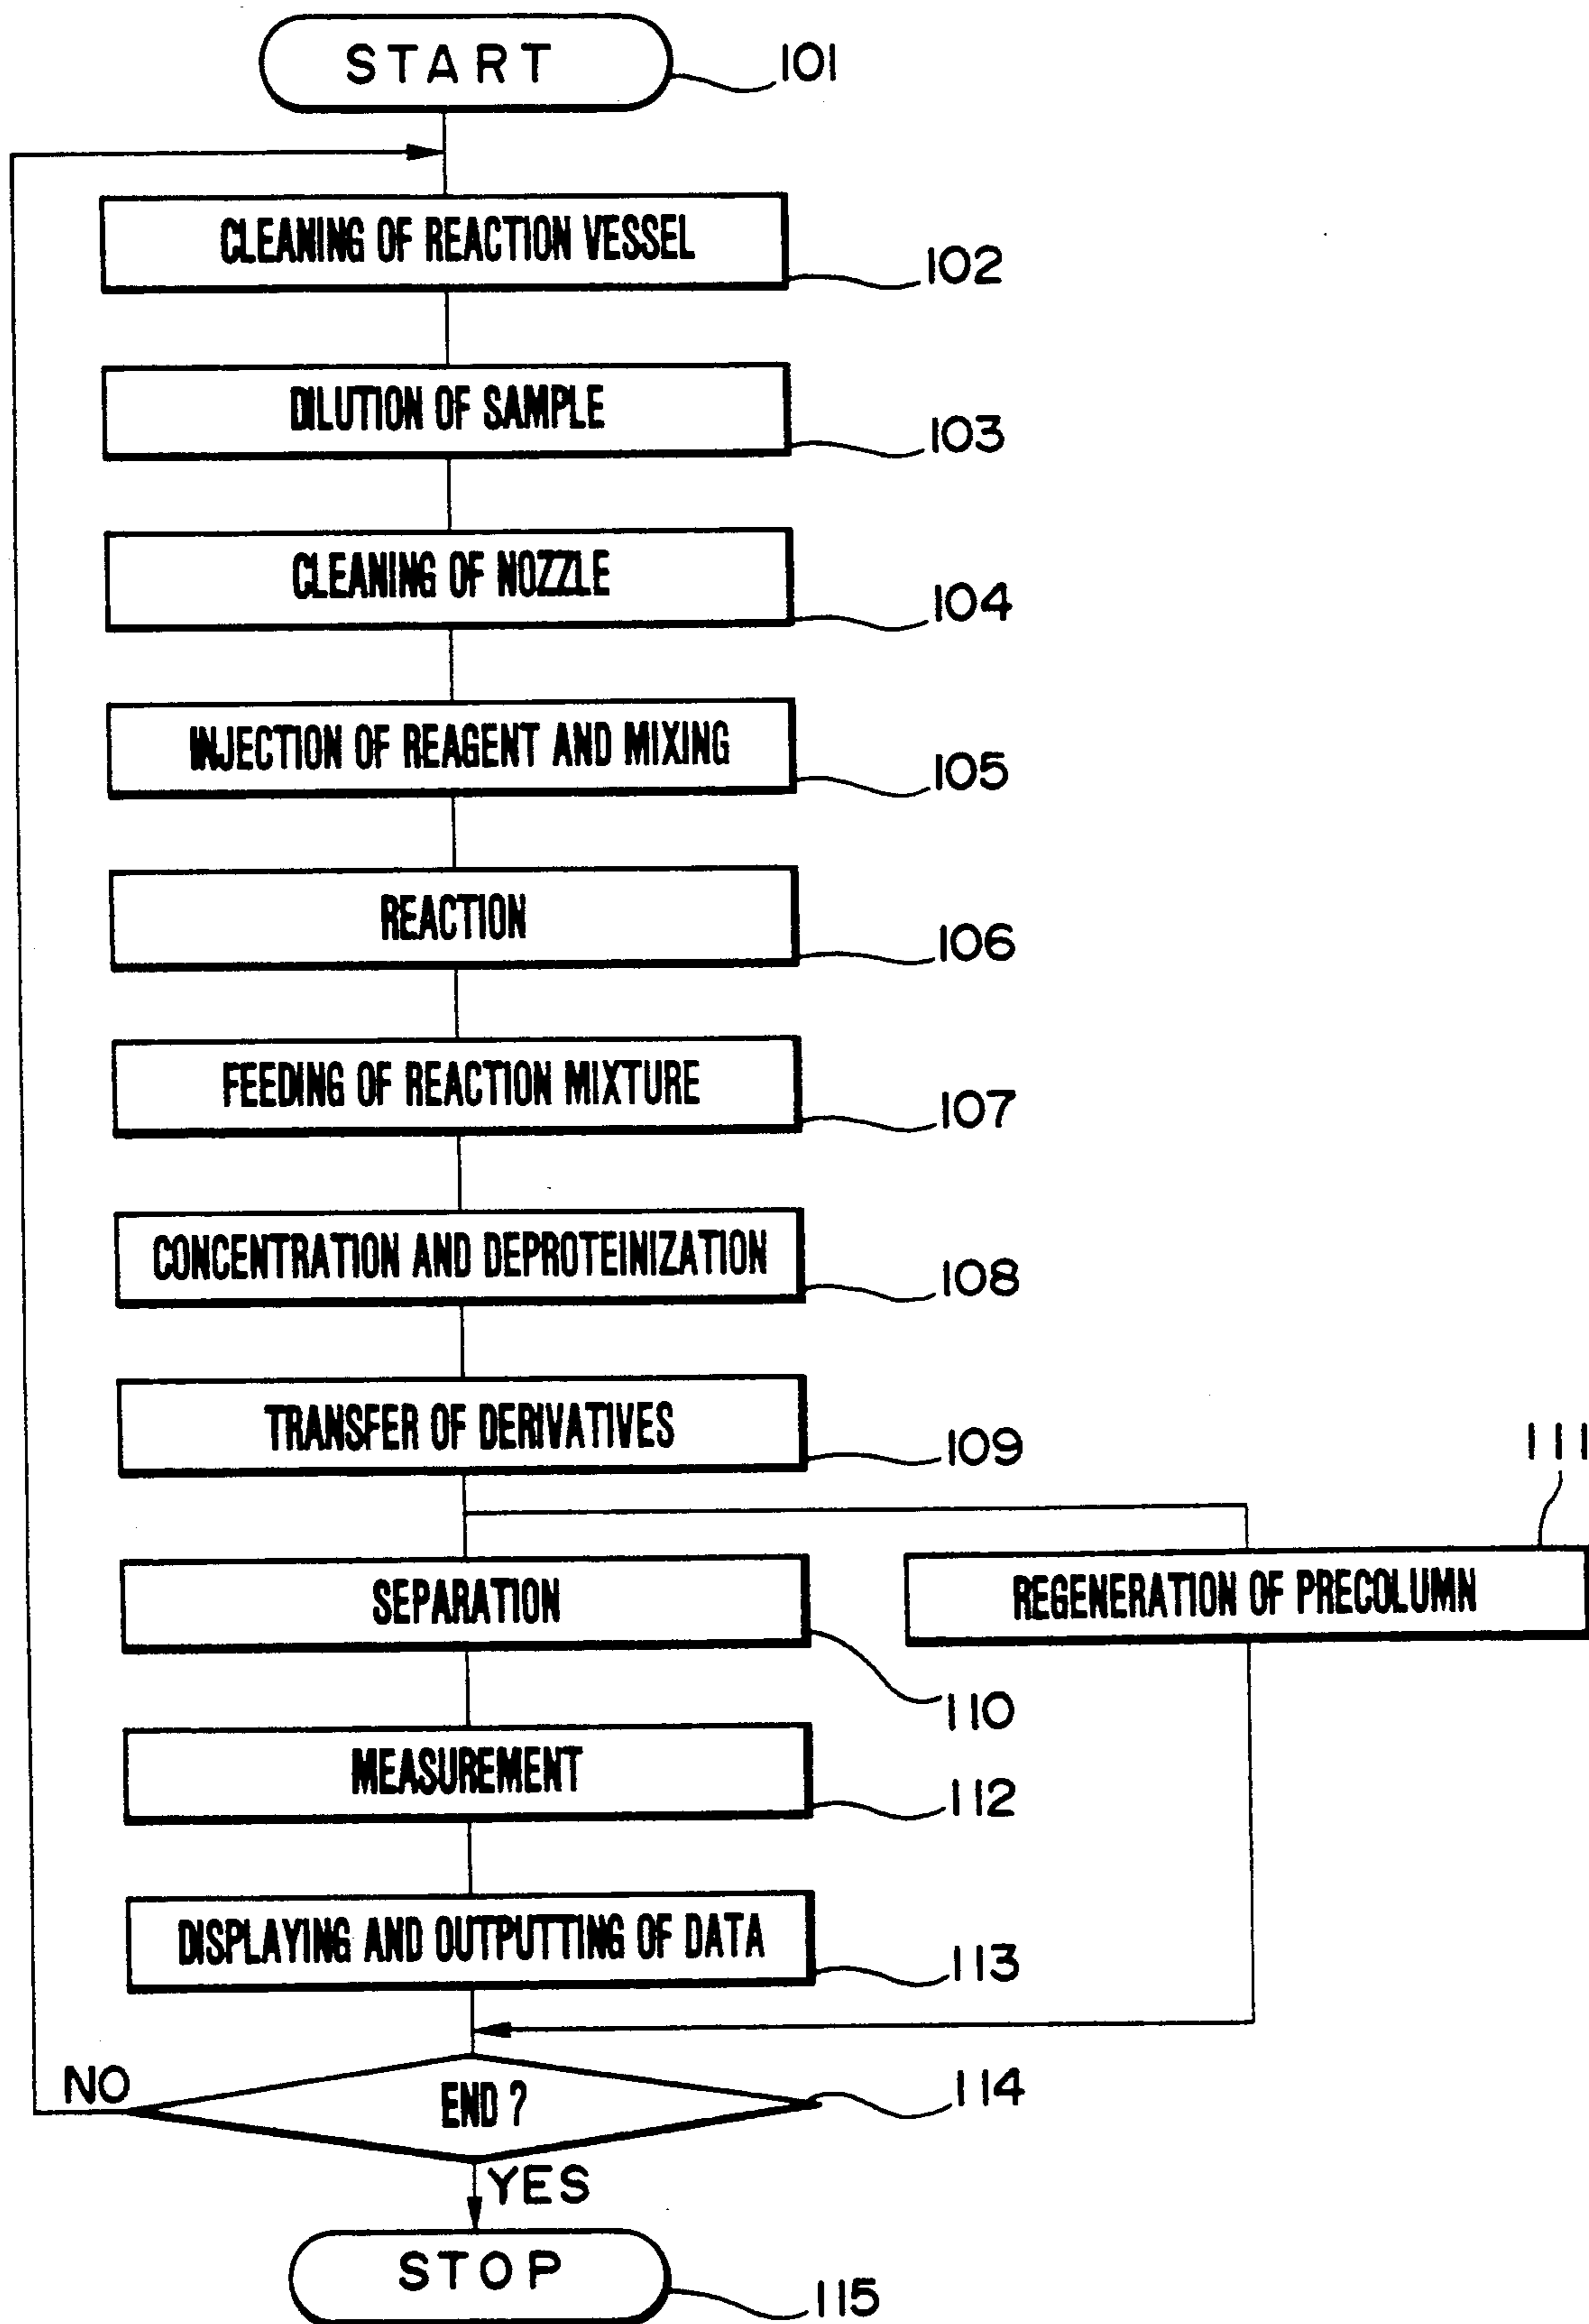 START
101
CLEANING OF REACTION VESSEL
102
DILUTION OF SAMPLE
103
CLEANING OF NOZZLE
104
INJECTION OF REAGENT AND MIXING
105
REACTION
106
FEEDING OF REACTION MIXTURE
107
CONCENTRATION AND DEPROTEINIZATION
108
TRANSFER OF DERIVATIVES
109
111
SEPARATION
REGENERATION OF PRECOLUMN
110
MEASUREMENT
112
DISPLAYING AND OUTPUTTING OF DATA
113
NO
END ?
114
YES
STOP
115